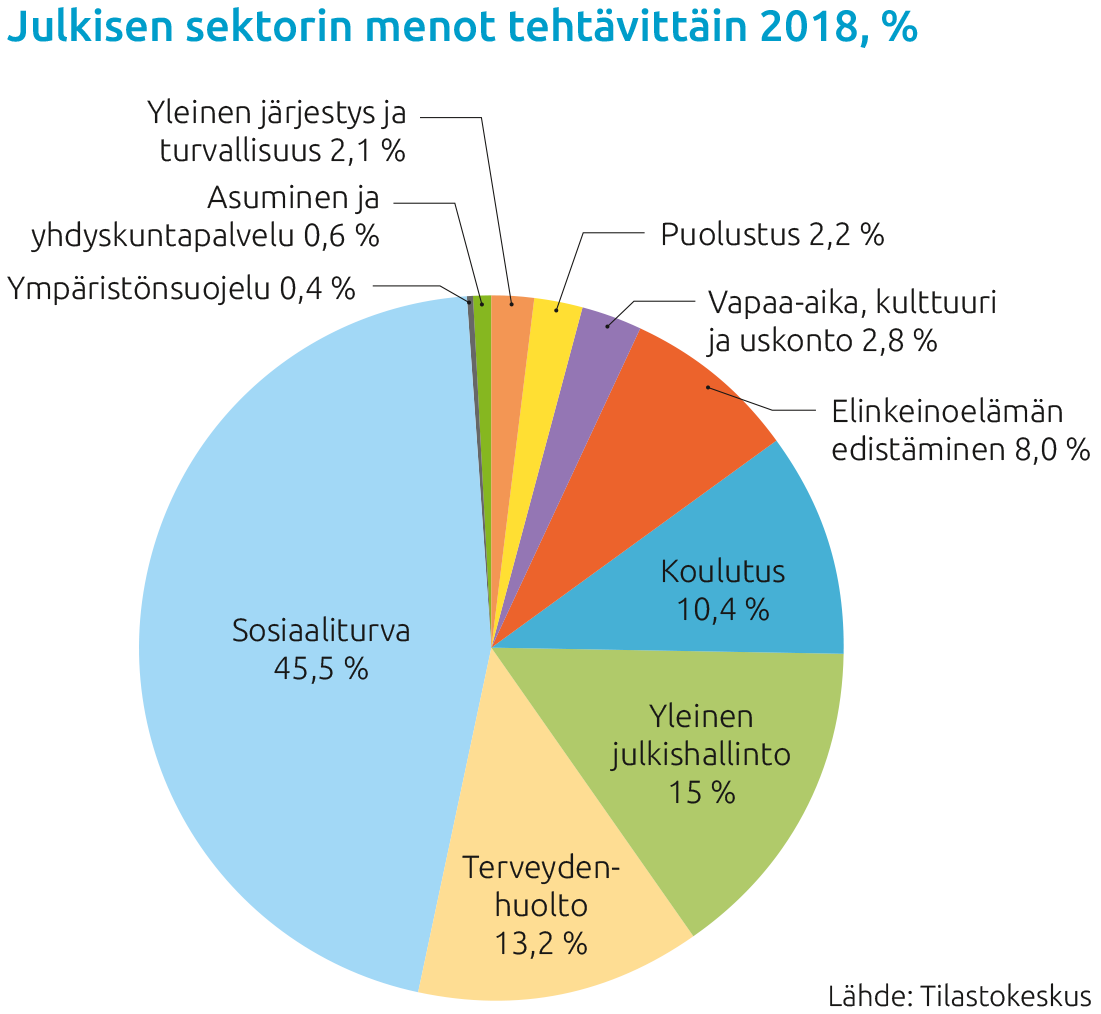 Julkisen sektorin menot tehtävittäin 2018, %
Yleinen järjestys ja
turvallisuus 2,1 %
Asuminen ja
yhdyskuntapalvelu 0,6 %
Ympäristönsuojelu 0,4 %
Puolustus 2,2 %
Vapaa-aika, kulttuuri
ja uskonto 2,8 %
Elinkeinoelämän
edistäminen 8,0 %
Koulutus
10,4 %
Sosiaaliturva
45,5 %
Yleinen
julkishallinto
15 %
Terveyden-
huolto
13,2 %
Lähde: Tilastokeskus